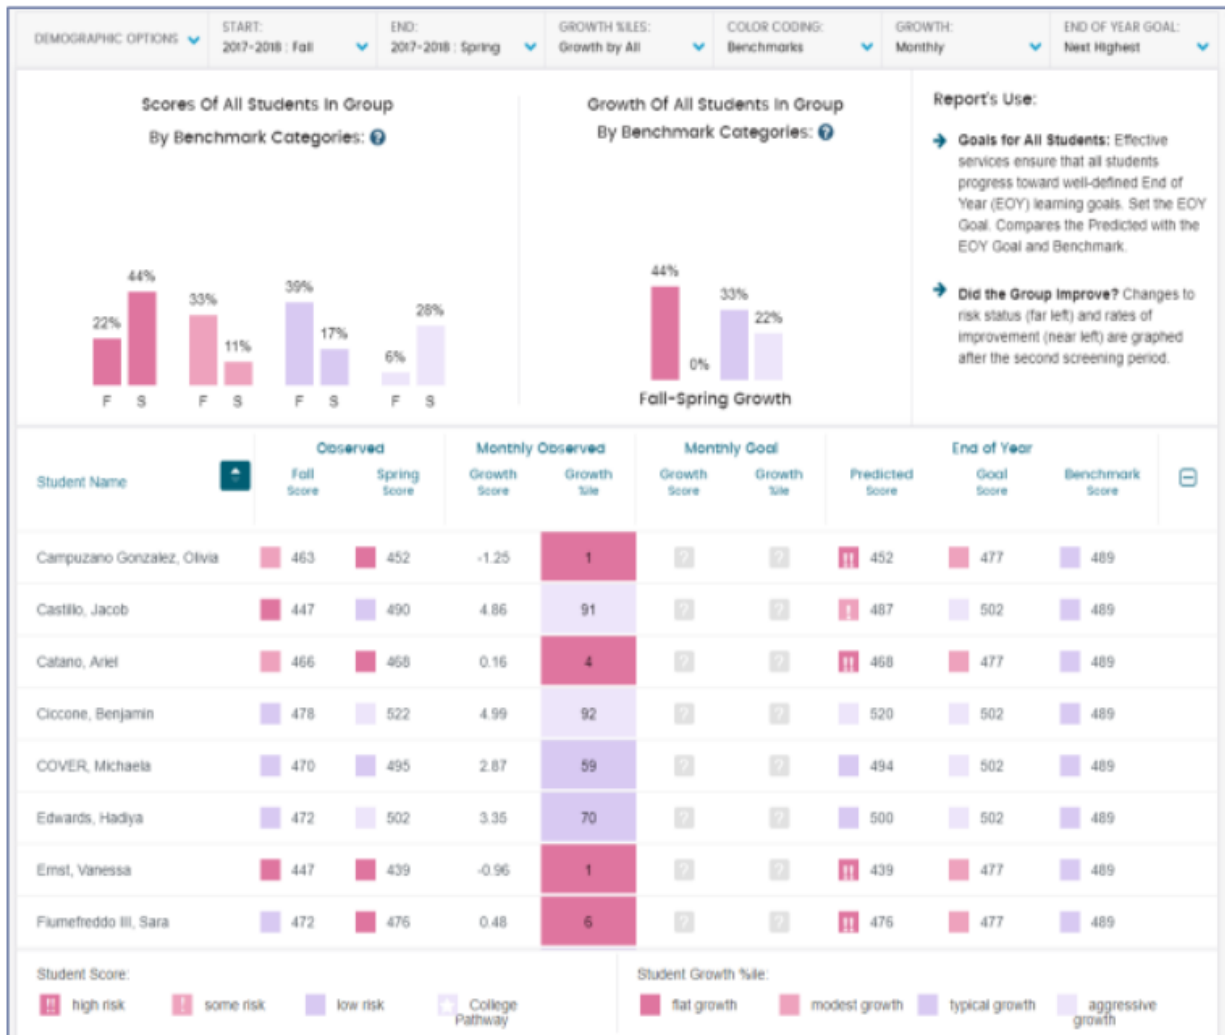 DEMOGRAPHIC OPTIONS
START:
2017-2018 : Fall
END:
2017-2018 : Spring
GROWTH %ILES:
Growth by All
COLOR CODING:
Benchmarks
GROWTH:
Monthly
END OF YEAR GOAL:
Next Highest
Scores Of All Students In Group
By Benchmark Categories: ?
22% 44% 33% 11% 39% 17% 6% 28%
F S F S F S F S
Growth Of All Students In Group
By Benchmark Categories: ?
44% 0% 33% 22%
Fall-Spring Growth
Report's Use:
Goals for All Students: Effective
services ensure that all students
progress toward well-defined End of
Year (EOY) learning goals. Set the EOY
Goal. Compares the Predicted with the
EOY Goal and Benchmark.
Did the Group Improve? Changes to
risk status (far left) and rates of
improvement (near left) are graphed
after the second screening period.
Observed Monthly Observed Monthly Goal End of Year
Student Name Fall Spring Growth Growth Growth Growth Predicted Goal Benchmark
Score Score Score %ile Score %ile Score Score Score
Campuzano Gonzalez, Olivia 463 452 -1.25 1 ? ? !! 452 477 489
Castillo, Jacob 447 490 4.86 91 ? ? ! 487 502 489
Catano, Ariel 466 468 0.16 4 ? ? !! 468 477 489
Ciccone, Benjamin 478 522 4.99 92 ? ? 520 502 489
COVER, Michaela 470 495 2.87 59 ? ? 494 502 489
Edwards, Hadiya 472 502 3.35 70 ? ? 500 502 489
Ernst, Vanessa 447 439 -0.96 1 ? ? !! 439 477 489
Fiumefreddo III, Sara 472 476 0.48 6 ? ? !! 476 477 489
Student Score:
!! high risk ! some risk low risk College
Pathway
Student Growth %ile:
flat growth modest growth typical growth aggressive
growth